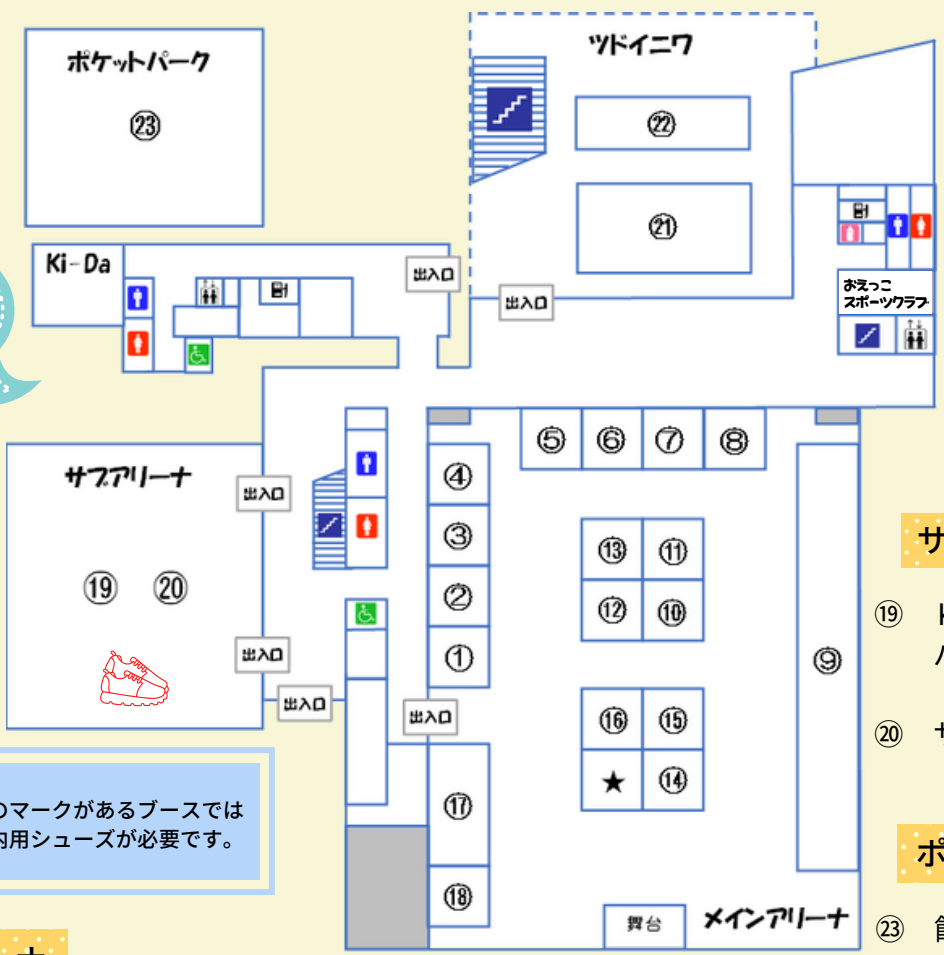 ポケットパーク
㉓
ツドイニワ
㉒
㉑
Ki-Da
出入口
出入口
おえっこ
スポーツクラブ
サブアリーナ
出入口
⑲ ⑳
出入口
出入口
出入口
⑤ ⑥ ⑦ ⑧
④
③
②
①
⑬ ⑪
⑫ ⑩
⑨
⑯ ⑮
★ ⑭
⑰
⑱
舞台
メインアリーナ
のマークがあるブースでは
内用シューズが必要です。
サ
⑲
⑳
ポ
㉓